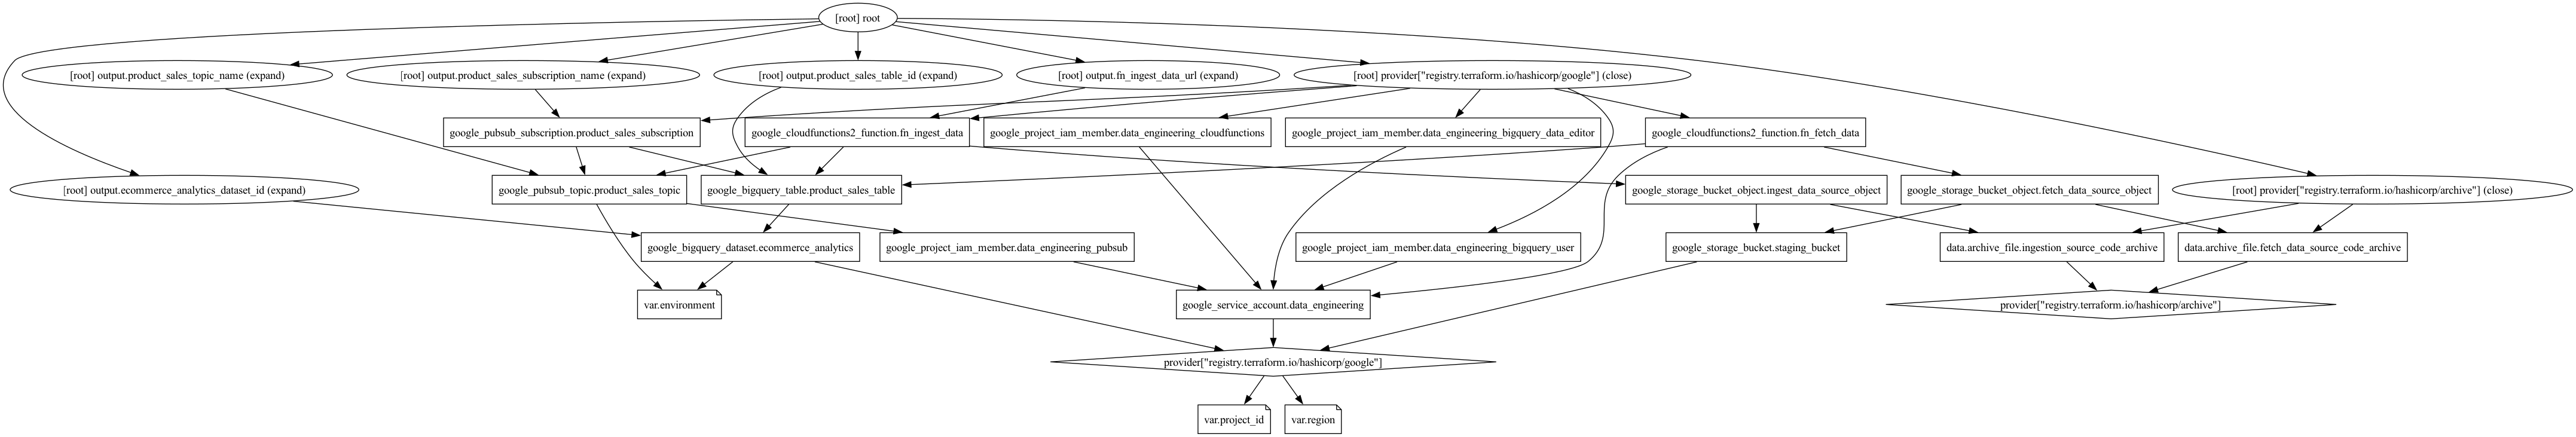 [root] root
[root] output.product_sales_topic_name (expand)
[root] output.product_sales_subscription_name (expand)
[root] output.product_sales_table_id (expand)
[root] output.fn_ingest_data_url (expand)
[root] provider["registry.terraform.io/hashicorp/google"] (close)
google_pubsub_subscription.product_sales_subscription
google_cloudfunctions2_function.fn_ingest_data
google_project_iam_member.data_engineering_cloudfunctions
google_project_iam_member.data_engineering_bigquery_data_editor
google_cloudfunctions2_function.fn_fetch_data
[root] output.ecommerce_analytics_dataset_id (expand)
google_pubsub_topic.product_sales_topic
google_bigquery_table.product_sales_table
google_storage_bucket_object.ingest_data_source_object
google_storage_bucket_object.fetch_data_source_object
[root] provider["registry.terraform.io/hashicorp/archive"] (close)
google_bigquery_dataset.ecommerce_analytics
google_project_iam_member.data_engineering_pubsub
google_project_iam_member.data_engineering_bigquery_user
google_storage_bucket.staging_bucket
data.archive_file.ingestion_source_code_archive
data.archive_file.fetch_data_source_code_archive
var.environment
google_service_account.data_engineering
provider["registry.terraform.io/hashicorp/archive"]
provider["registry.terraform.io/hashicorp/google"]
var.project_id
var.region